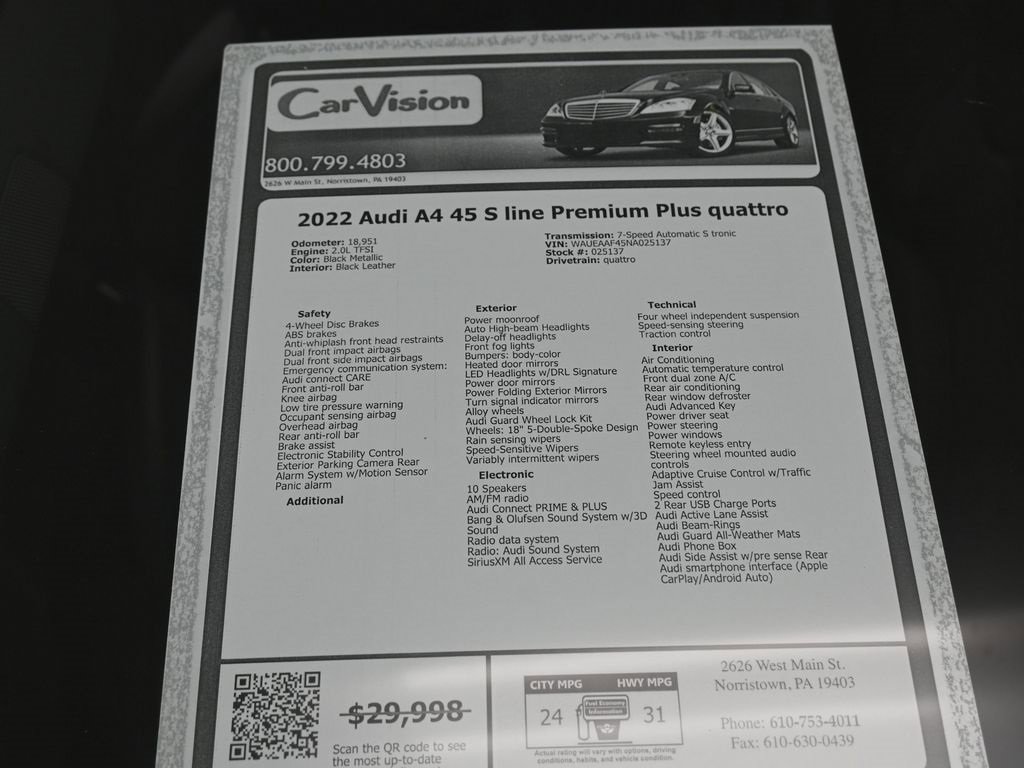 CarVision
800.799.4803
2626 W Main St, Norristown, PA 19403
2022 Audi A4 45 S line Premium Plus quattro
Odometer: 18,951
Engine: 2.0L TFSI
Color: Black Metallic
Interior: Black Leather
Transmission: 7-Speed Automatic S tronic
VIN: WAUEAAF45NA025137
Stock #: 025137
Drivetrain: quattro
Safety
4-Wheel Disc Brakes
ABS brakes
Anti-whiplash front head restraints
Dual front impact airbags
Dual front side impact airbags
Emergency communication system:
Audi connect CARE
Front anti-roll bar
Knee airbag
Low tire pressure warning
Occupant sensing airbag
Overhead airbag
Rear anti-roll bar
Brake assist
Electronic Stability Control
Exterior Parking Camera Rear
Alarm System w/Motion Sensor
Panic alarm
Additional
Exterior
Power moonroof
Auto High-beam Headlights
Delay-off headlights
Front fog lights
Bumpers: body-color
Heated door mirrors
LED Headlights w/DRL Signature
Power door mirrors
Power Folding Exterior Mirrors
Turn signal indicator mirrors
Alloy wheels
Audi Guard Wheel Lock Kit
Wheels: 18" 5-Double-Spoke Design
Rain sensing wipers
Speed-Sensitive Wipers
Variably intermittent wipers
Electronic
10 Speakers
AM/FM radio
Audi Connect PRIME & PLUS
Bang & Olufsen Sound System w/3D
Sound
Radio data system
Radio: Audi Sound System
SiriusXM All Access Service
Technical
Four wheel independent suspension
Speed-sensing steering
Traction control
Interior
Air Conditioning
Automatic temperature control
Front dual zone A/C
Rear air conditioning
Rear window defroster
Audi Advanced Key
Power driver seat
Power steering
Power windows
Remote keyless entry
Steering wheel mounted audio
controls
Adaptive Cruise Control w/Traffic
Jam Assist
Speed control
2 Rear USB Charge Ports
Audi Active Lane Assist
Audi Beam-Rings
Audi Guard All-Weather Mats
Audi Phone Box
Audi Side Assist w/pre sense Rear
Audi smartphone interface (Apple
CarPlay/Android Auto)
$29,998
Scan the QR code to see
the most up-to-date
CITY MPG HWY MPG
Fuel Economy
Information
24 31
Actual rating will vary with options, driving
conditions, habits, and vehicle condition.
2626 West Main St.
Norristown, PA 19403
Phone: 610-753-4011
Fax: 610-630-0439